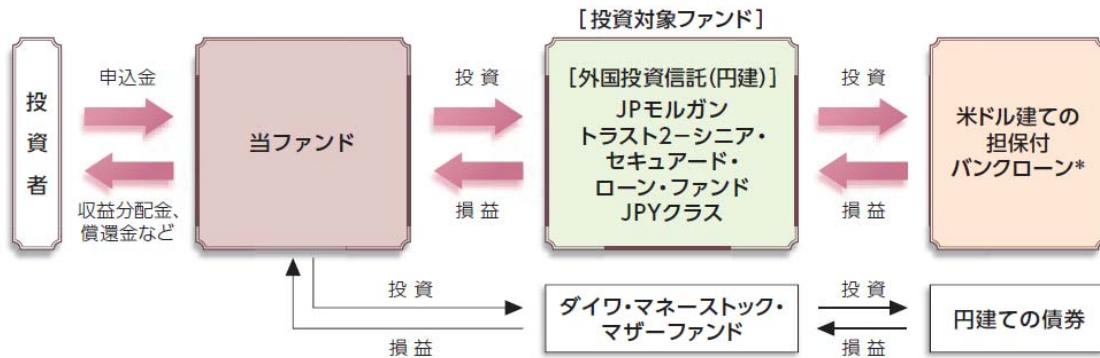 [投資対象ファンド]
投資者
申込金
収益分配金、
償還金など
当ファンド
投資
損益
[外国投資信託(円建)]
JPモルガン
トラスト2－シニア・
セキュアード・
ローン・ファンド
JPYクラス
投資
損益
米ドル建ての
担保付
バンクローン*
投資
損益
ダイワ・マネーストック・
マザーファンド
投資
損益
円建ての債券